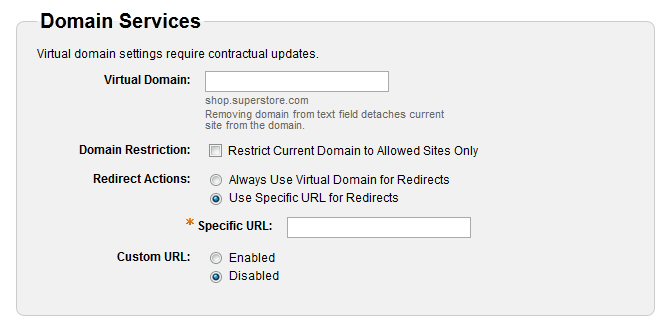 Domain Services
Virtual domain settings require contractual updates.
Virtual Domain:
shop.superstore.com
Removing domain from text field detaches current
site from the domain.
Domain Restriction: Restrict Current Domain to Allowed Sites Only
Redirect Actions: Always Use Virtual Domain for Redirects
Use Specific URL for Redirects
* Specific URL:
Custom URL: Enabled
Disabled